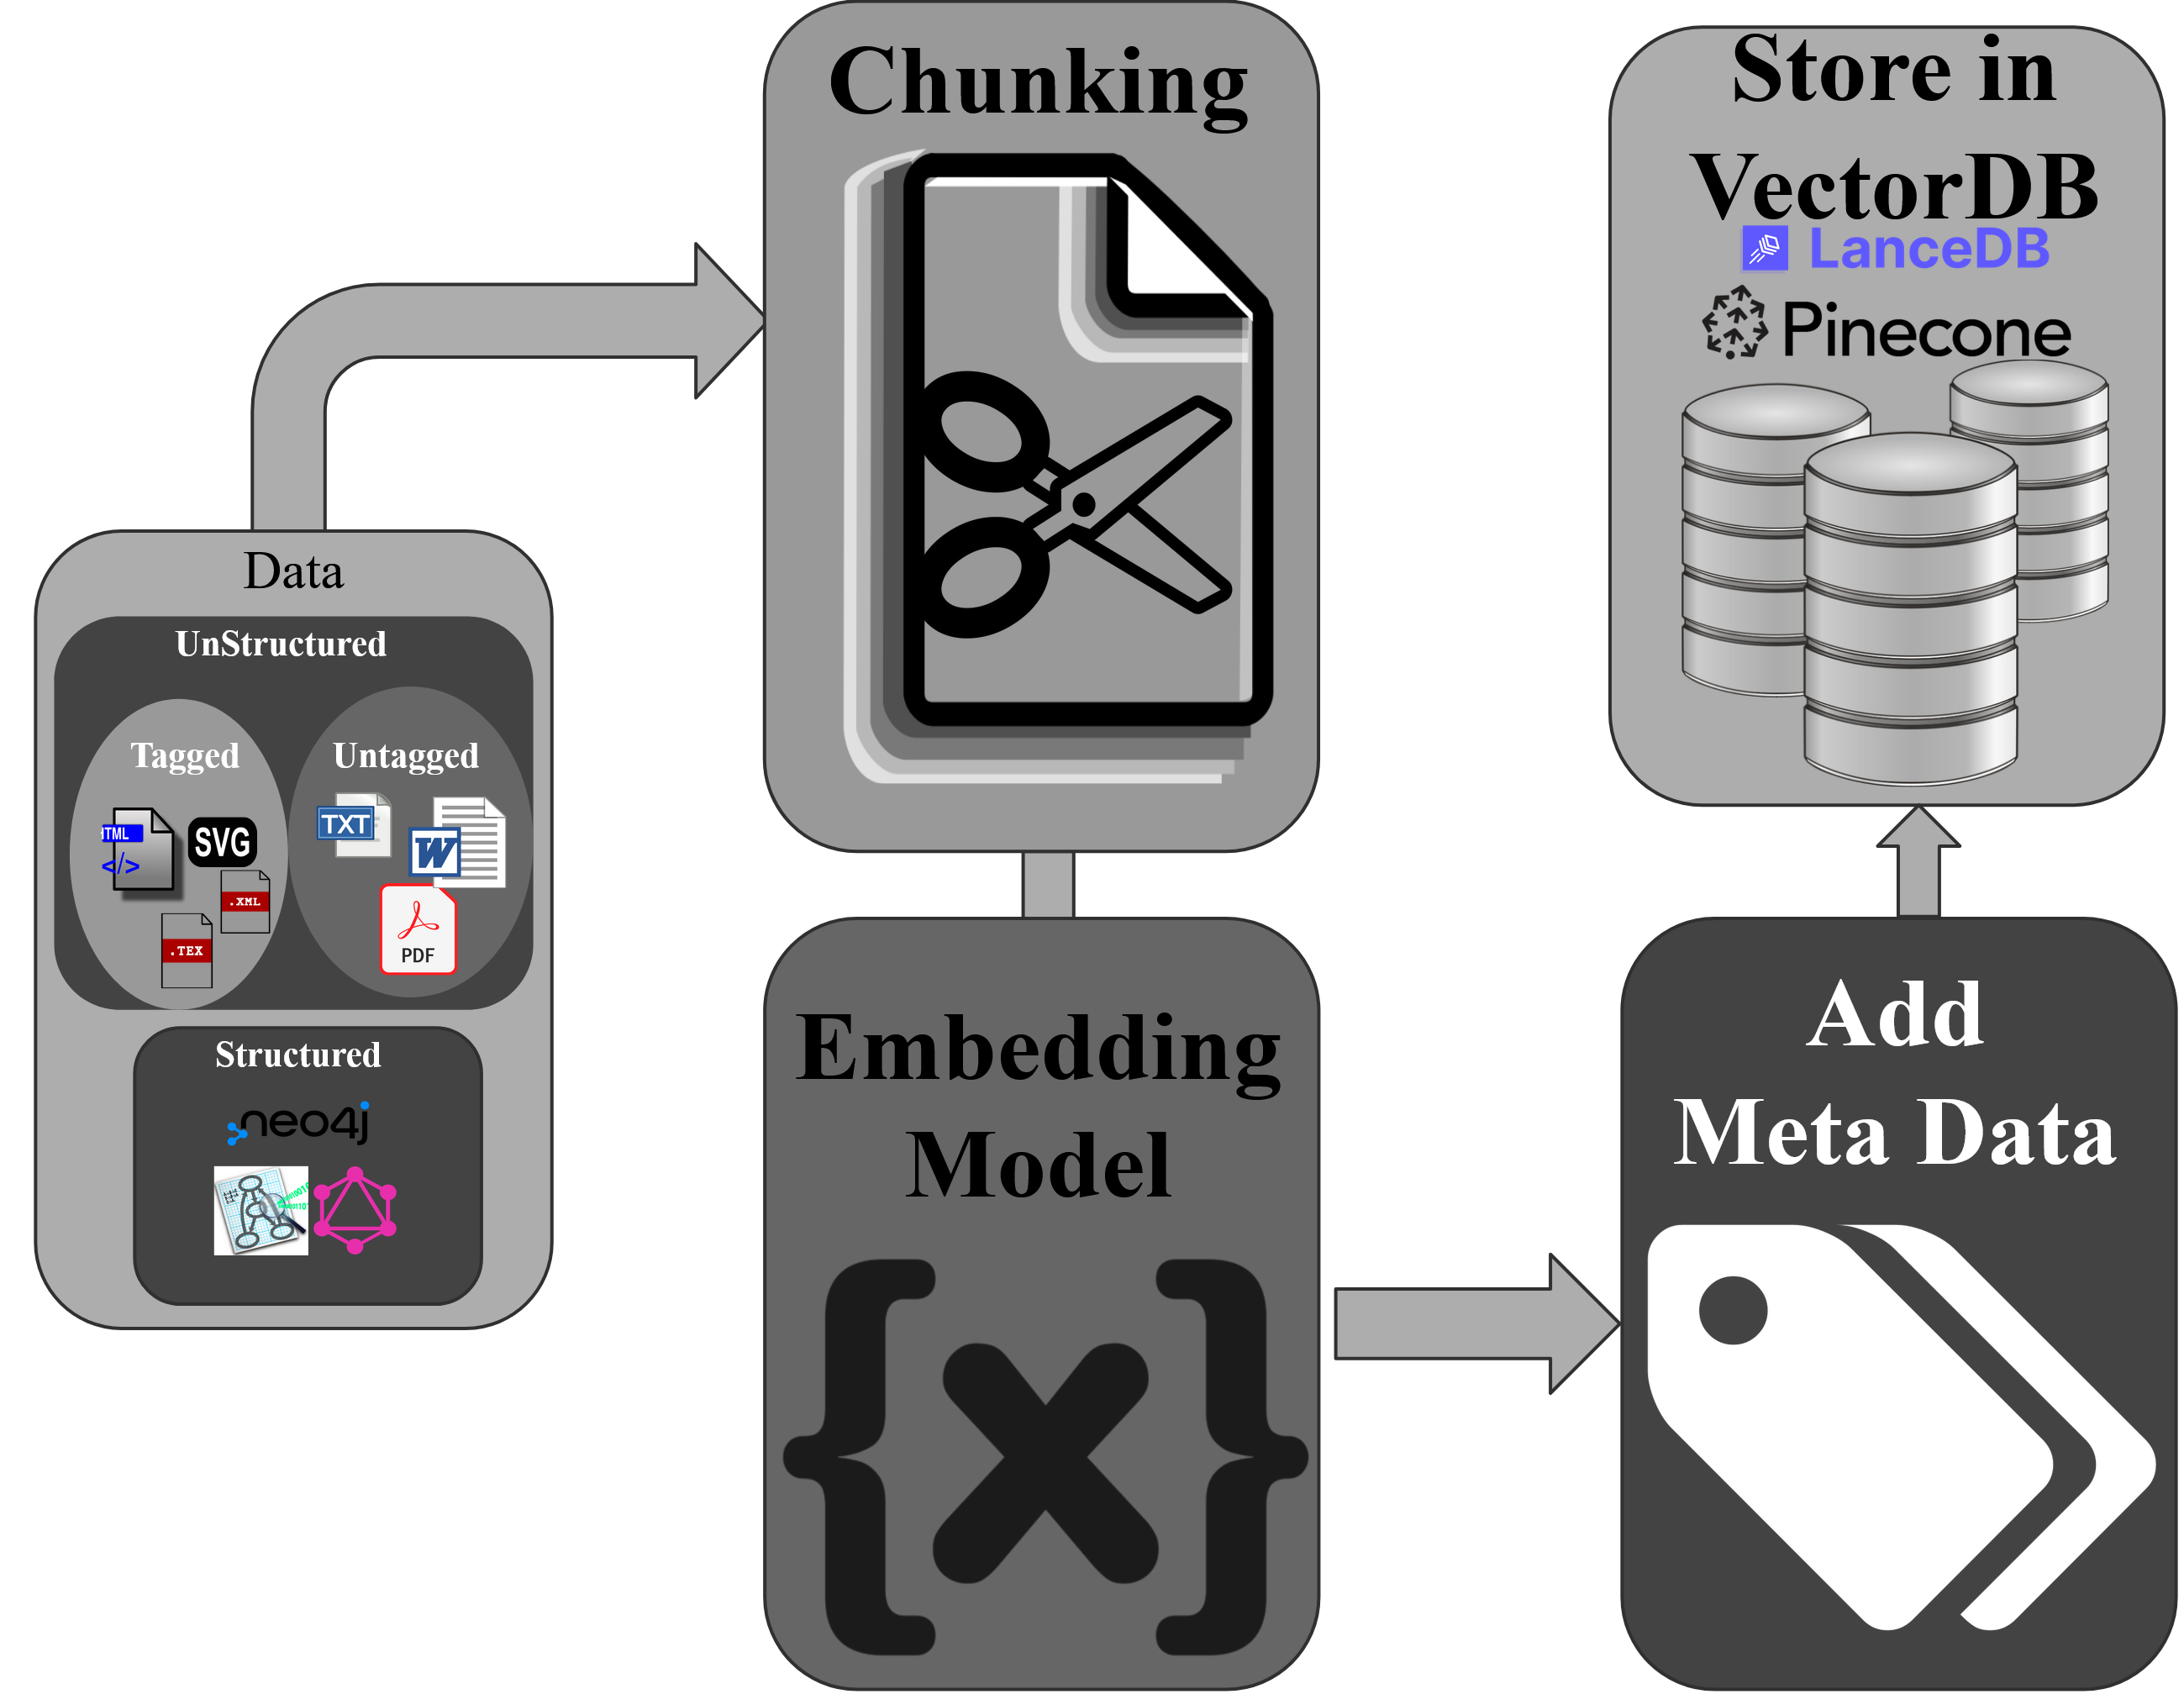 Chunking
Store in
VectorDB
LanceDB
Pinecone
Data
UnStructured
Tagged
Untagged
HTML
</>
SVG
.XML
.TEX
TXT
W
PDF
Structured
neo4j
Embedding
Model
{x}
Add
Meta Data